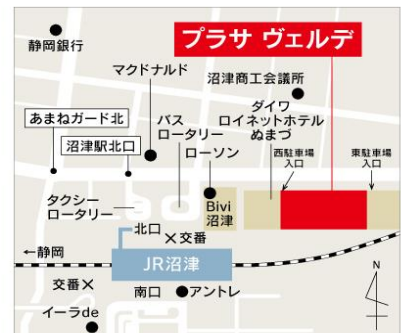 静岡銀行
プラサ ヴェルデ
マクドナルド
沼津商工会議所
あまねガード北
バス
ロータリー
ダイワ
ロイネットホテル
ぬまづ
沼津駅北口
ローソン
西駐車場
入口
東駐車場
入口
タクシー
ロータリー
Bivi
沼津
北口
×交番
←静岡
JR沼津
N
交番×
南口
アントレ
イーラde